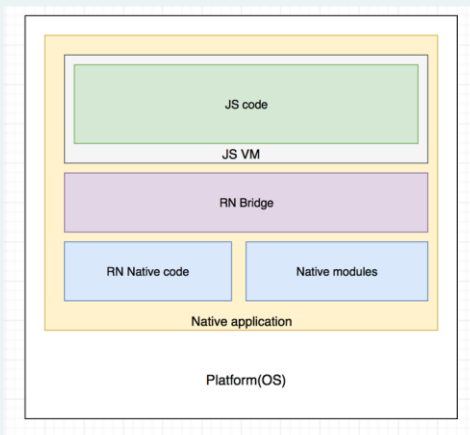 JS code
JS VM
RN Bridge
RN Native code
Native modules
Native application
Platform(OS)